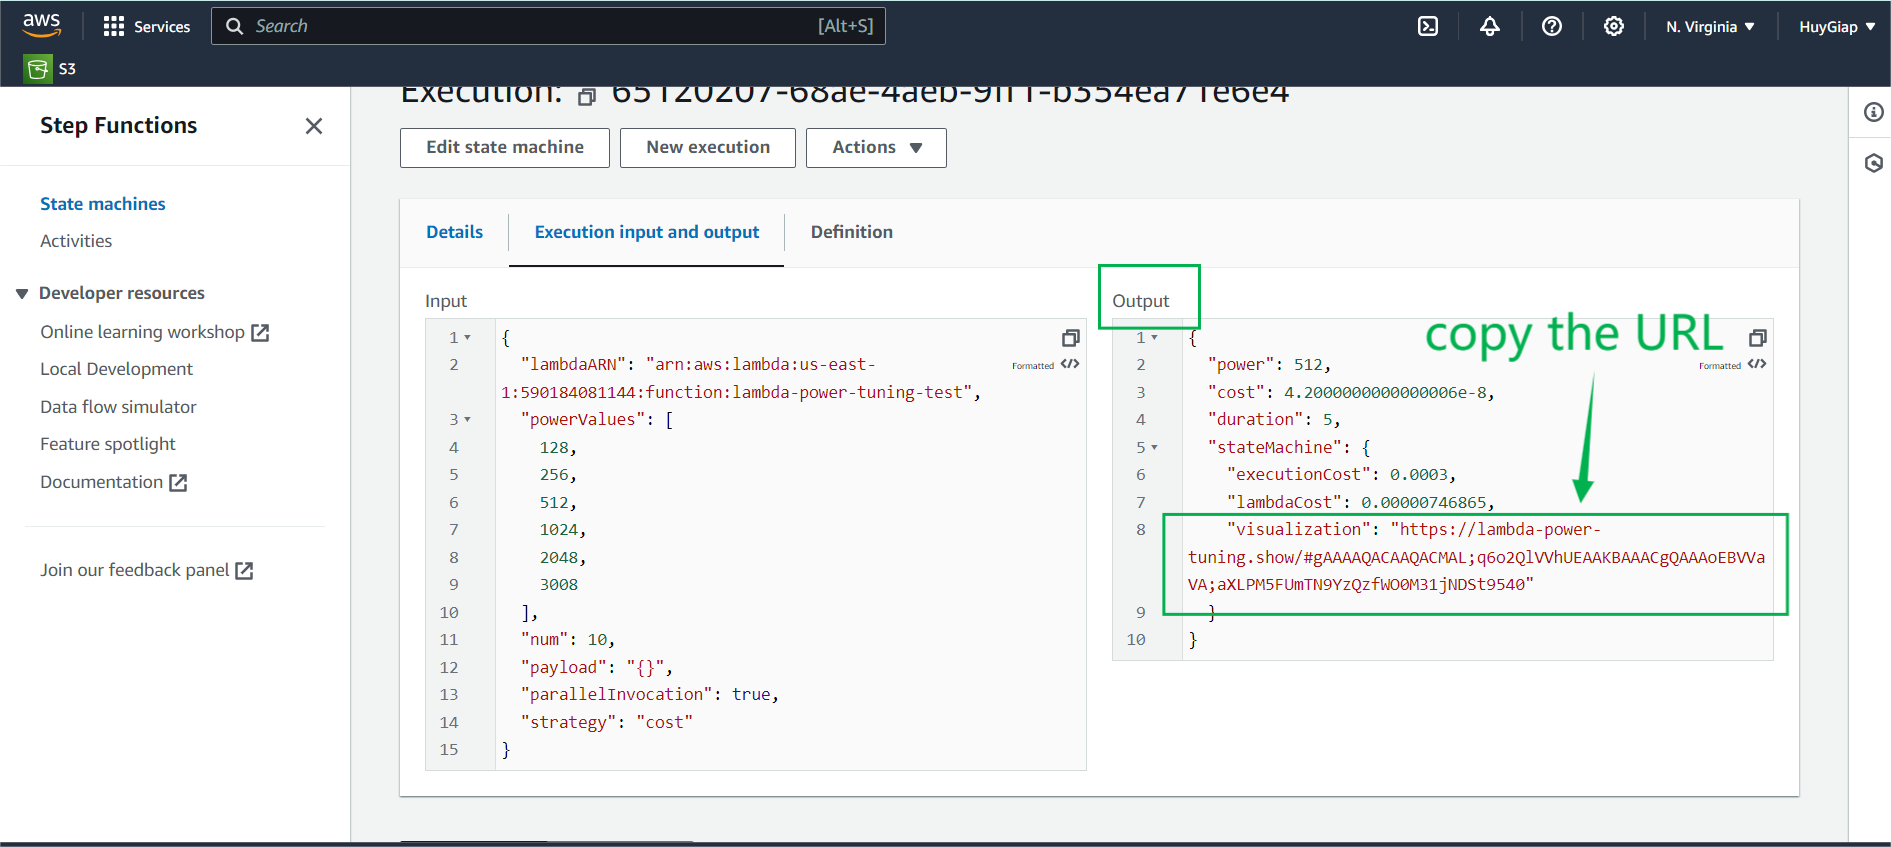 aws
Services
Search
[Alt+S]
N. Virginia
HuyGiap
S3
Step Functions
State machines
Activities
Developer resources
Online learning workshop
Local Development
Data flow simulator
Feature spotlight
Documentation
Join our feedback panel
Execution:
Edit state machine
New execution
Actions
Details
Execution input and output
Definition
Input
Formatted
1 {
2 "lambdaARN": "arn:aws:lambda:us-east-
1:590184081144:function:lambda-power-tuning-test",
3 "powerValues": [
4 128,
5 256,
6 512,
7 1024,
8 2048,
9 3008
10 ],
11 "num": 10,
12 "payload": "{}",
13 "parallelInvocation": true,
14 "strategy": "cost"
15 }
Output
copy the URL
Formatted
1 {
2 "power": 512,
3 "cost": 4.2000000000000006e-8,
4 "duration": 5,
5 "stateMachine": {
6 "executionCost": 0.0003,
7 "lambdaCost": 0.00000746865,
8 "visualization": "https://lambda-power-
tuning.show/#gAAAAQACAAQACMAL;q6o2QlVVhUEAAKBAAACgQAAAoEBVVa
VA;aXLPM5FUmTN9YzQzfWO0M31jNDSt9540"
9 }
10 }